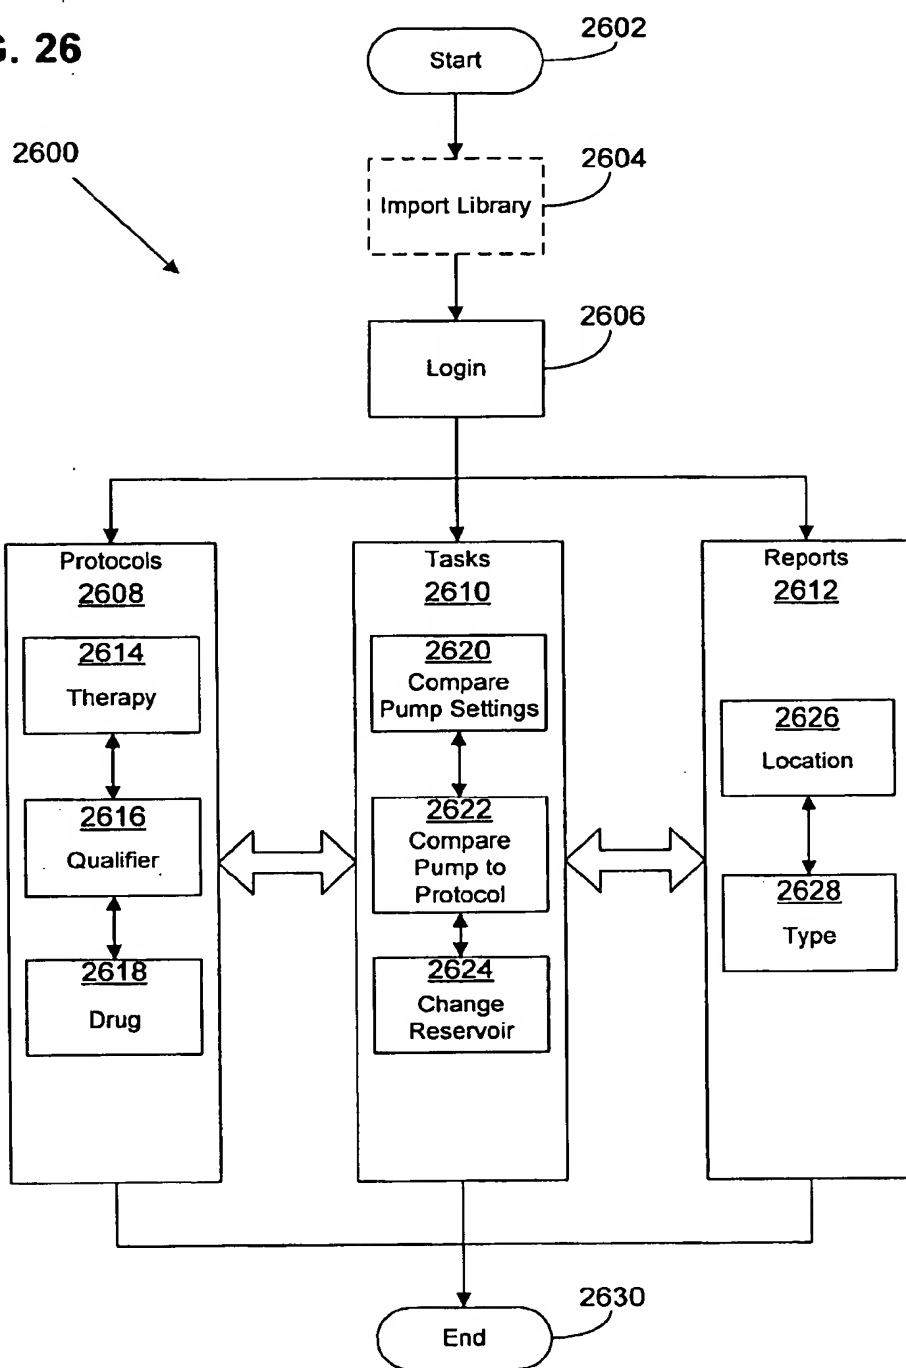 G. 26
2602
Start
2600
2604
Import Library
2606
Login
Protocols
2608
2614
Therapy
2616
Qualifier
2618
Drug
Tasks
2610
2620
Compare
Pump Settings
2622
Compare
Pump to
Protocol
2624
Change
Reservoir
Reports
2612
2626
Location
2628
Type
2630
End